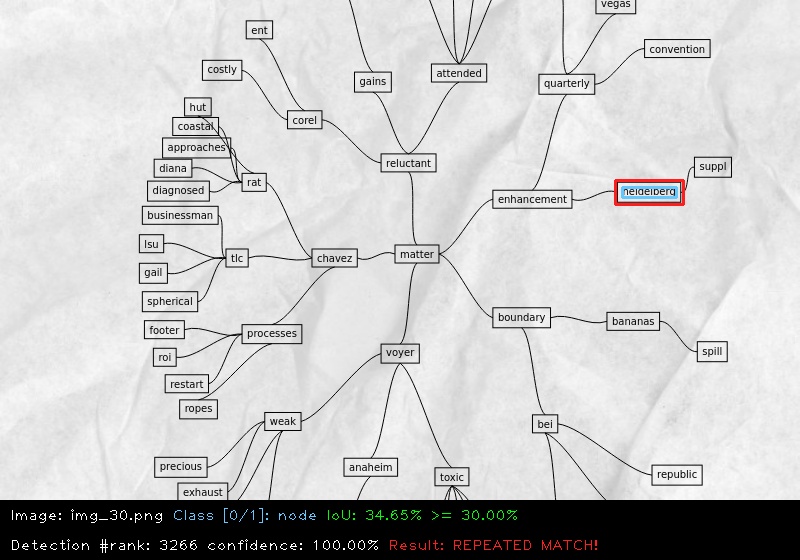 vegas
ent
convention
costly
gains
attended
quarterly
hut
corel
coastal
approaches
reluctant
diana
suppl
rat
diagnosed
heidelberg
enhancement
businessman
lsu
matter
tlc
chavez
gail
spherical
boundary
bananas
footer
processes
voyer
spill
roi
restart
ropes
weak
bei
precious
anaheim
republic
toxic
exhaust
Image: img_30.png Class [0/1]: node IoU: 34.65% >= 30.00%
Detection #rank: 3266 confidence: 100.00% Result: REPEATED MATCH!